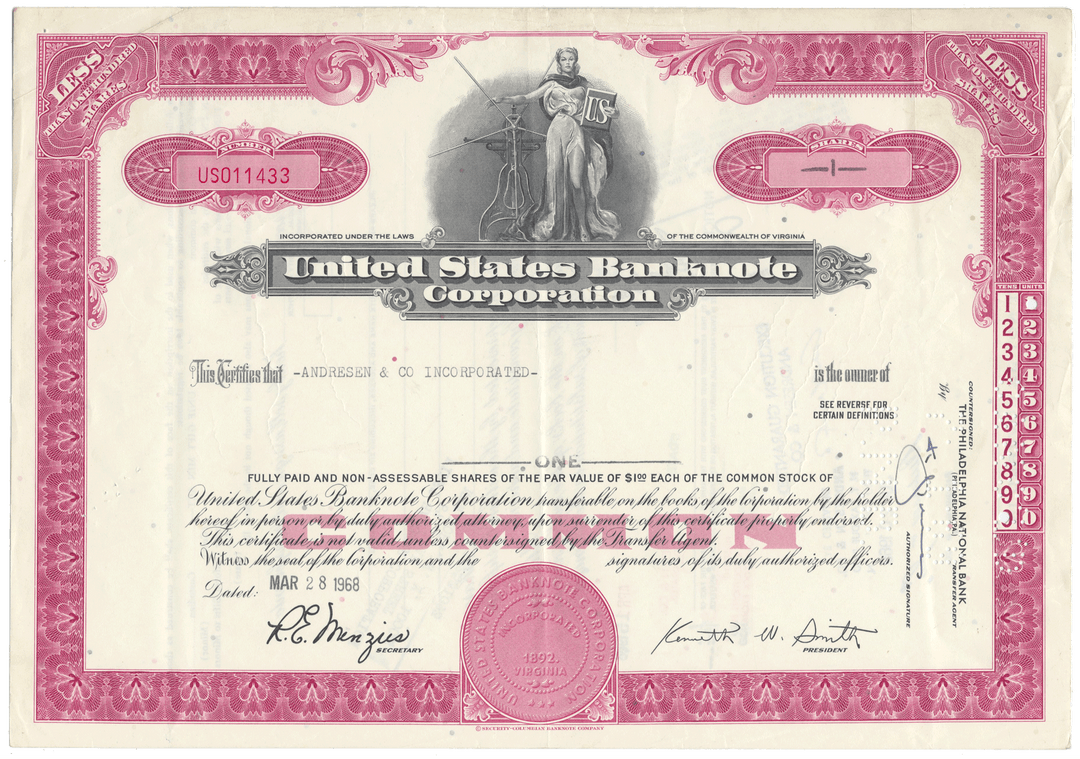 LESS
THAN ONE HUNDRED
SHARES
LESS
THAN ONE HUNDRED
SHARES
NUMBER
US011433
US
SHARES
-1-
INCORPORATED UNDER THE LAWS
OF THE COMMONWEALTH OF VIRGINIA
United States Banknote
Corporation
TENS UNITS
1 1
2 2
3 3
4 4
5 5
6 6
7 7
8 8
9 9
0 0
This Certifies that -ANDRESEN & CO INCORPORATED- is the owner of
SEE REVERSE FOR
CERTAIN DEFINITIONS
ONE
FULLY PAID AND NON-ASSESSABLE SHARES OF THE PAR VALUE OF $1.00 EACH OF THE COMMON STOCK OF
United States Banknote Corporation transferable on the books of the Corporation by the holder
hereof in person or by duly authorized attorney, upon surrender of this certificate properly endorsed.
This certificate is not valid unless countersigned by the Transfer Agent.
Witness the seal of the Corporation and the signatures of its duly authorized officers.
COMMON
Dated: MAR 28 1968
R.E. Menzies
SECRETARY
Kenneth W. Smith
PRESIDENT
UNITED STATES BANKNOTE CORPORATION
INCORPORATED
1892.
VIRGINIA
COUNTERSIGNED:
THE PHILADELPHIA NATIONAL BANK
(PHILADELPHIA, PA.)
TRANSFER AGENT
By
AUTHORIZED SIGNATURE
© SECURITY-COLUMBIAN BANKNOTE COMPANY